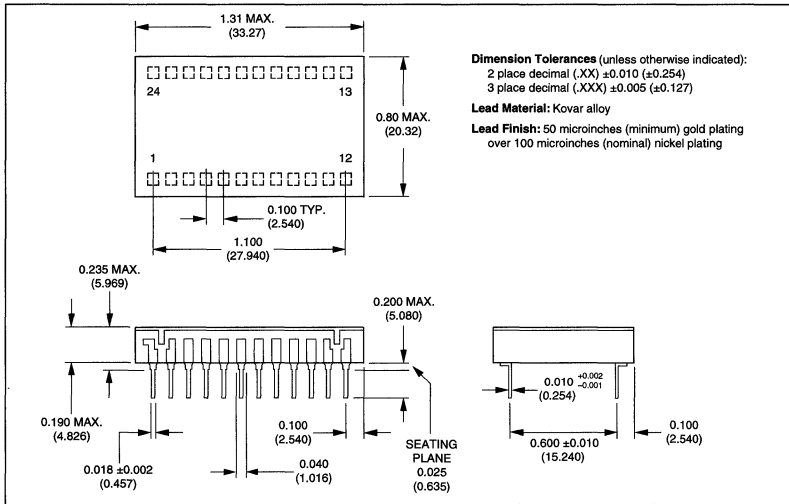 1.31 MAX.
(33.27)
Dimension Tolerances (unless otherwise indicated):
2 place decimal (.XX) ±0.010 (±0.254)
3 place decimal (.XXX) ±0.005 (±0.127)
Lead Material: Kovar alloy
Lead Finish: 50 microinches (minimum) gold plating
over 100 microinches (nominal) nickel plating
24
13
0.80 MAX.
(20.32)
1
12
0.100 TYP.
(2.540)
1.100
(27.940)
0.235 MAX.
(5.969)
0.200 MAX.
(5.080)
0.190 MAX.
(4.826)
0.100
(2.540)
SEATING
PLANE
0.025
(0.635)
0.018 ±0.002
(0.457)
0.040
(1.016)
0.010 +0.002
−0.001
(0.254)
0.600 ±0.010
(15.240)
0.100
(2.540)